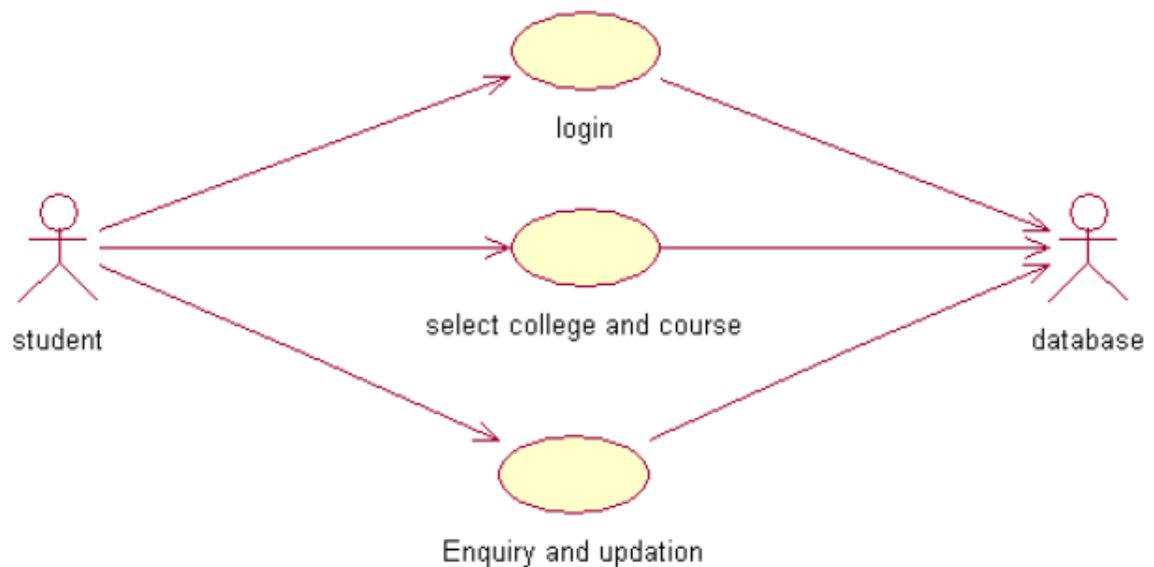 login
student
select college and course
database
Enquiry and updation